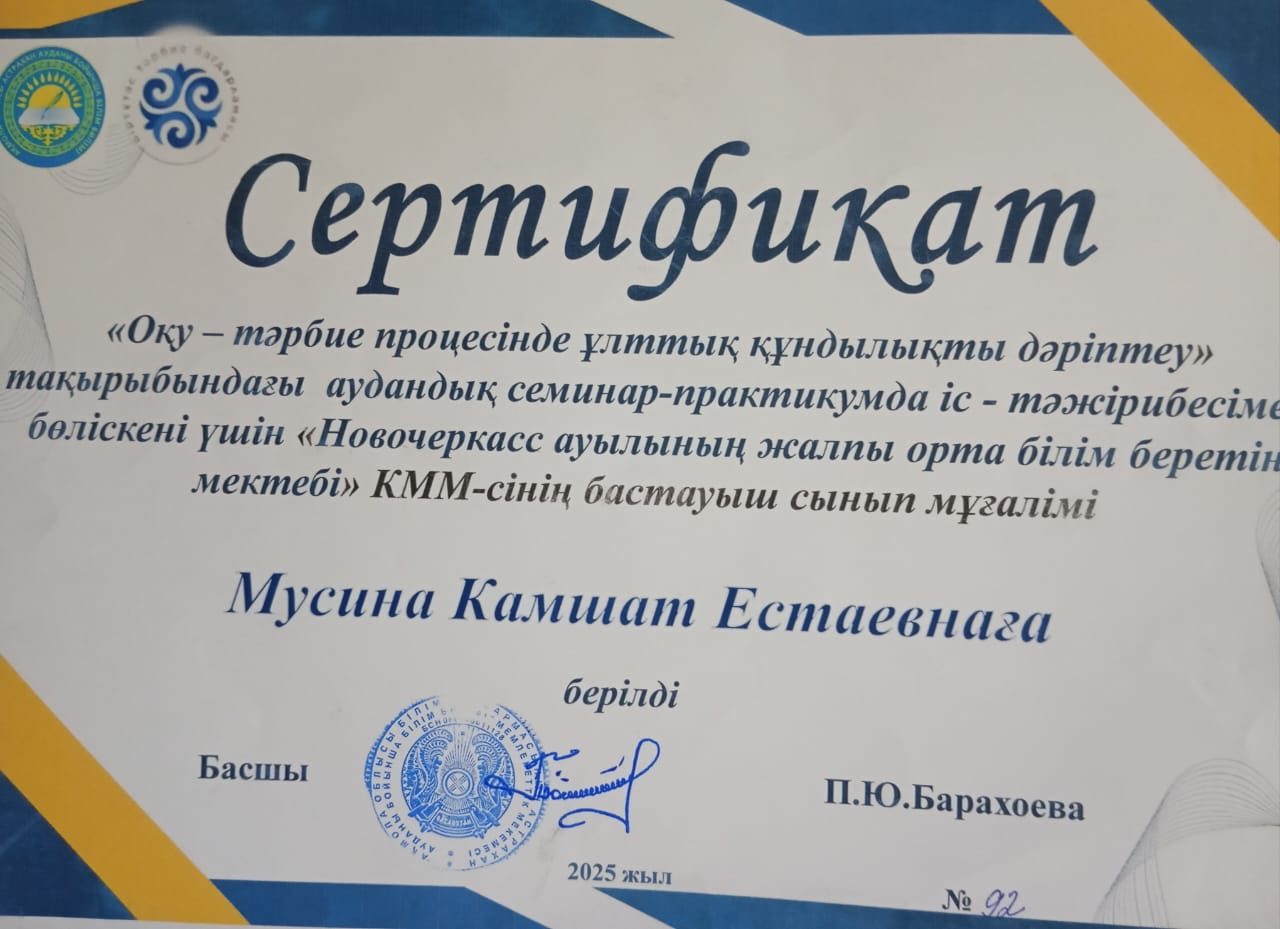 Сертификат
«Оқу – тәрбие процесінде ұлттық құндылықты дәріптеу»
тақырыбындағы аудандық семинар-практикумда іс - тәжірибесіме
бөліскені үшін «Новочеркасс ауылының жалпы орта білім беретін
мектебі» КММ-сінің бастауыш сынып мұғалімі
Мусина Камшат Естаевнаға
берілді
Басшы
П.Ю.Барахоева
2025 жыл
№ 92